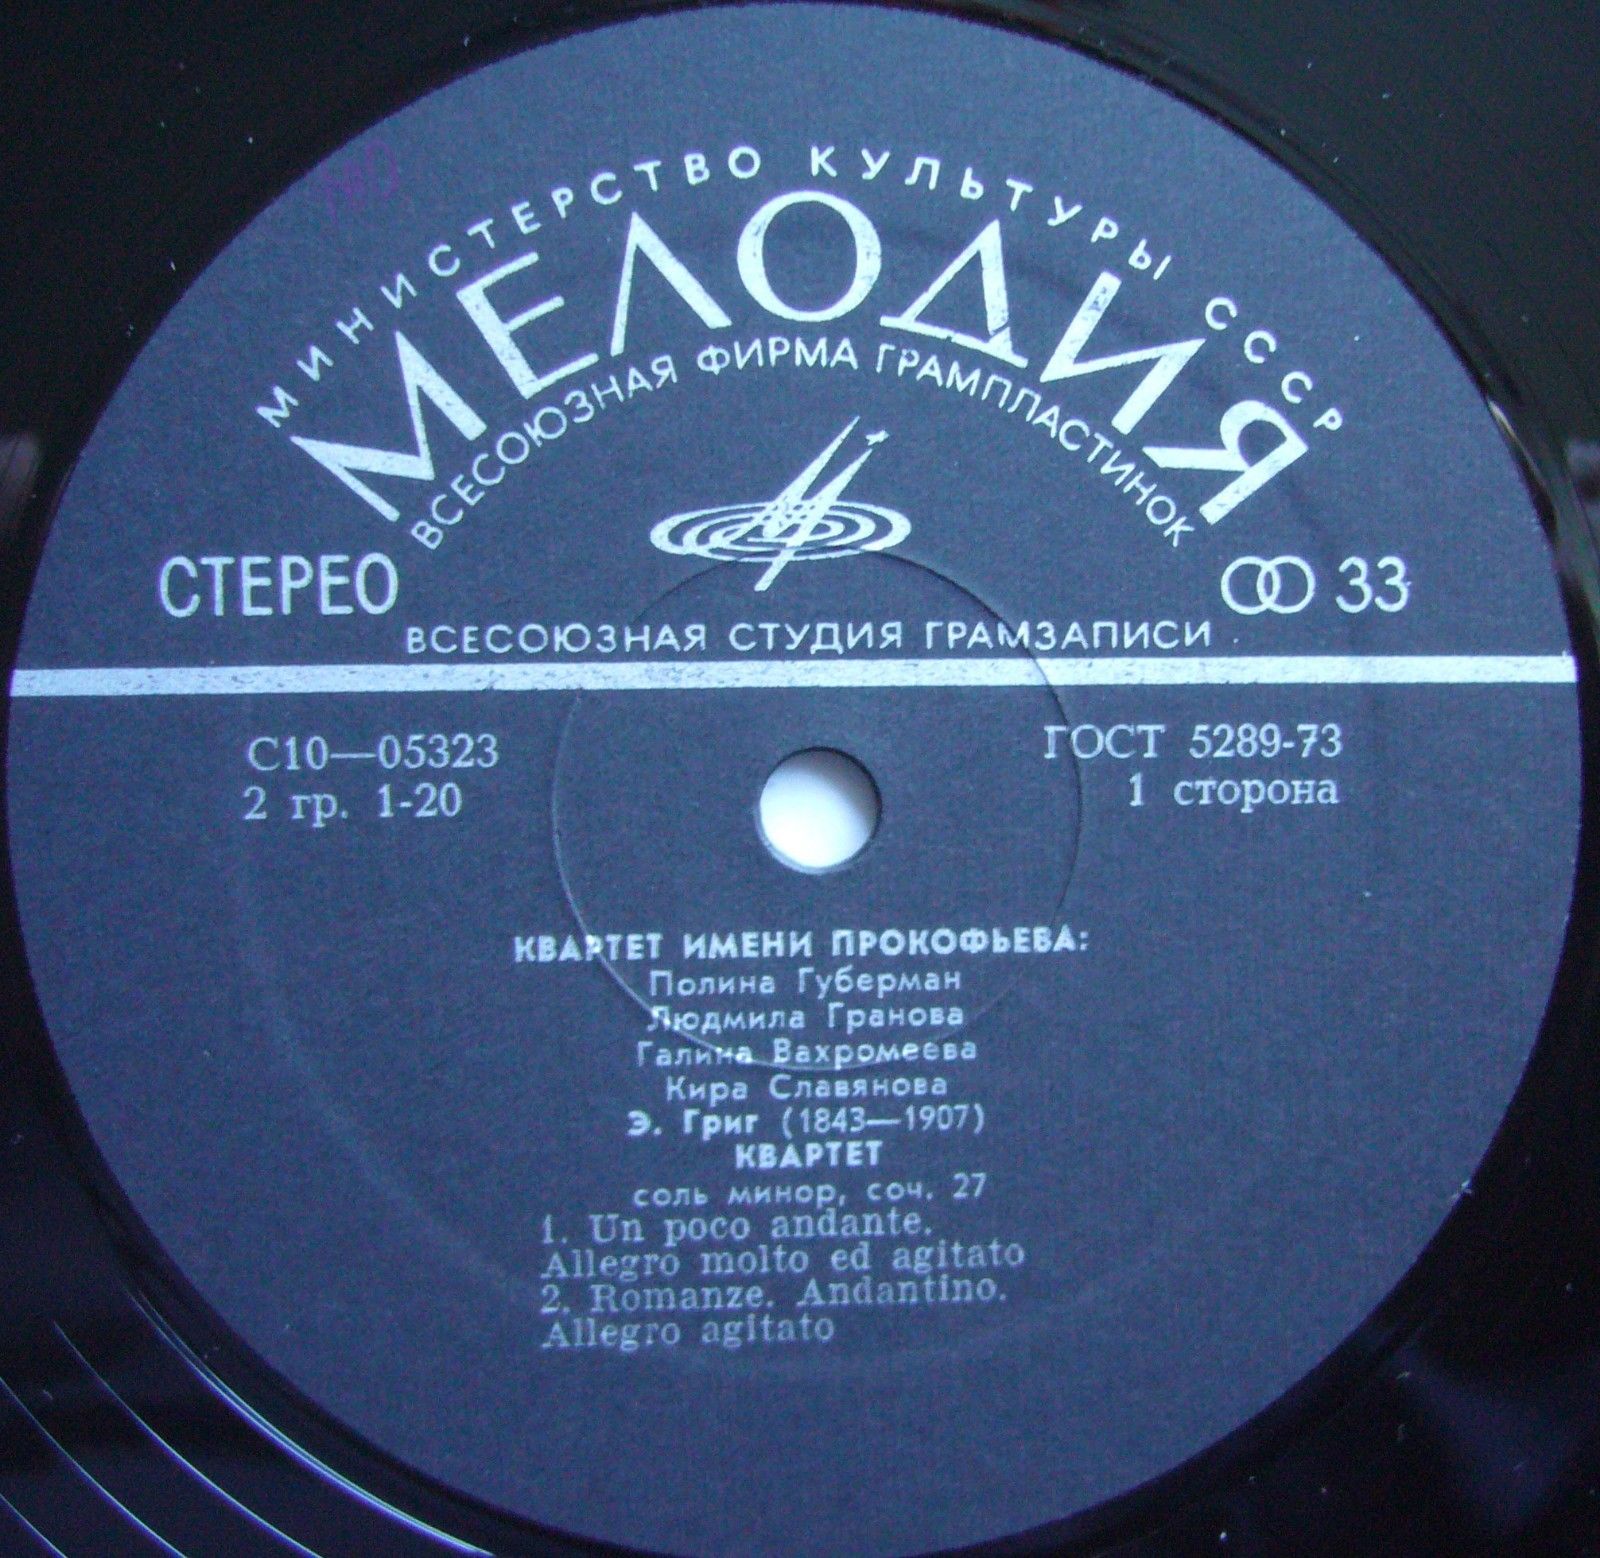 МИНИСТЕРСТВО КУЛЬТУРЫ СССР
МЕЛОДИЯ
ВСЕСОЮЗНАЯ ФИРМА ГРАМПЛАСТИНОК
СТЕРЕО
33
ВСЕСОЮЗНАЯ СТУДИЯ ГРАМЗАПИСИ
С10—05323
ГОСТ 5289-73
2 гр. 1-20
1 сторона
КВАРТЕТ ИМЕНИ ПРОКОФЬЕВА:
Полина Губерман
Людмила Гранова
Галина Вахромеева
Кира Славянова
Э. Григ (1843—1907)
КВАРТЕТ
соль минор, соч. 27
1. Un poco andante.
Allegro molto ed agitato
2. Romanze. Andantino.
Allegro agitato